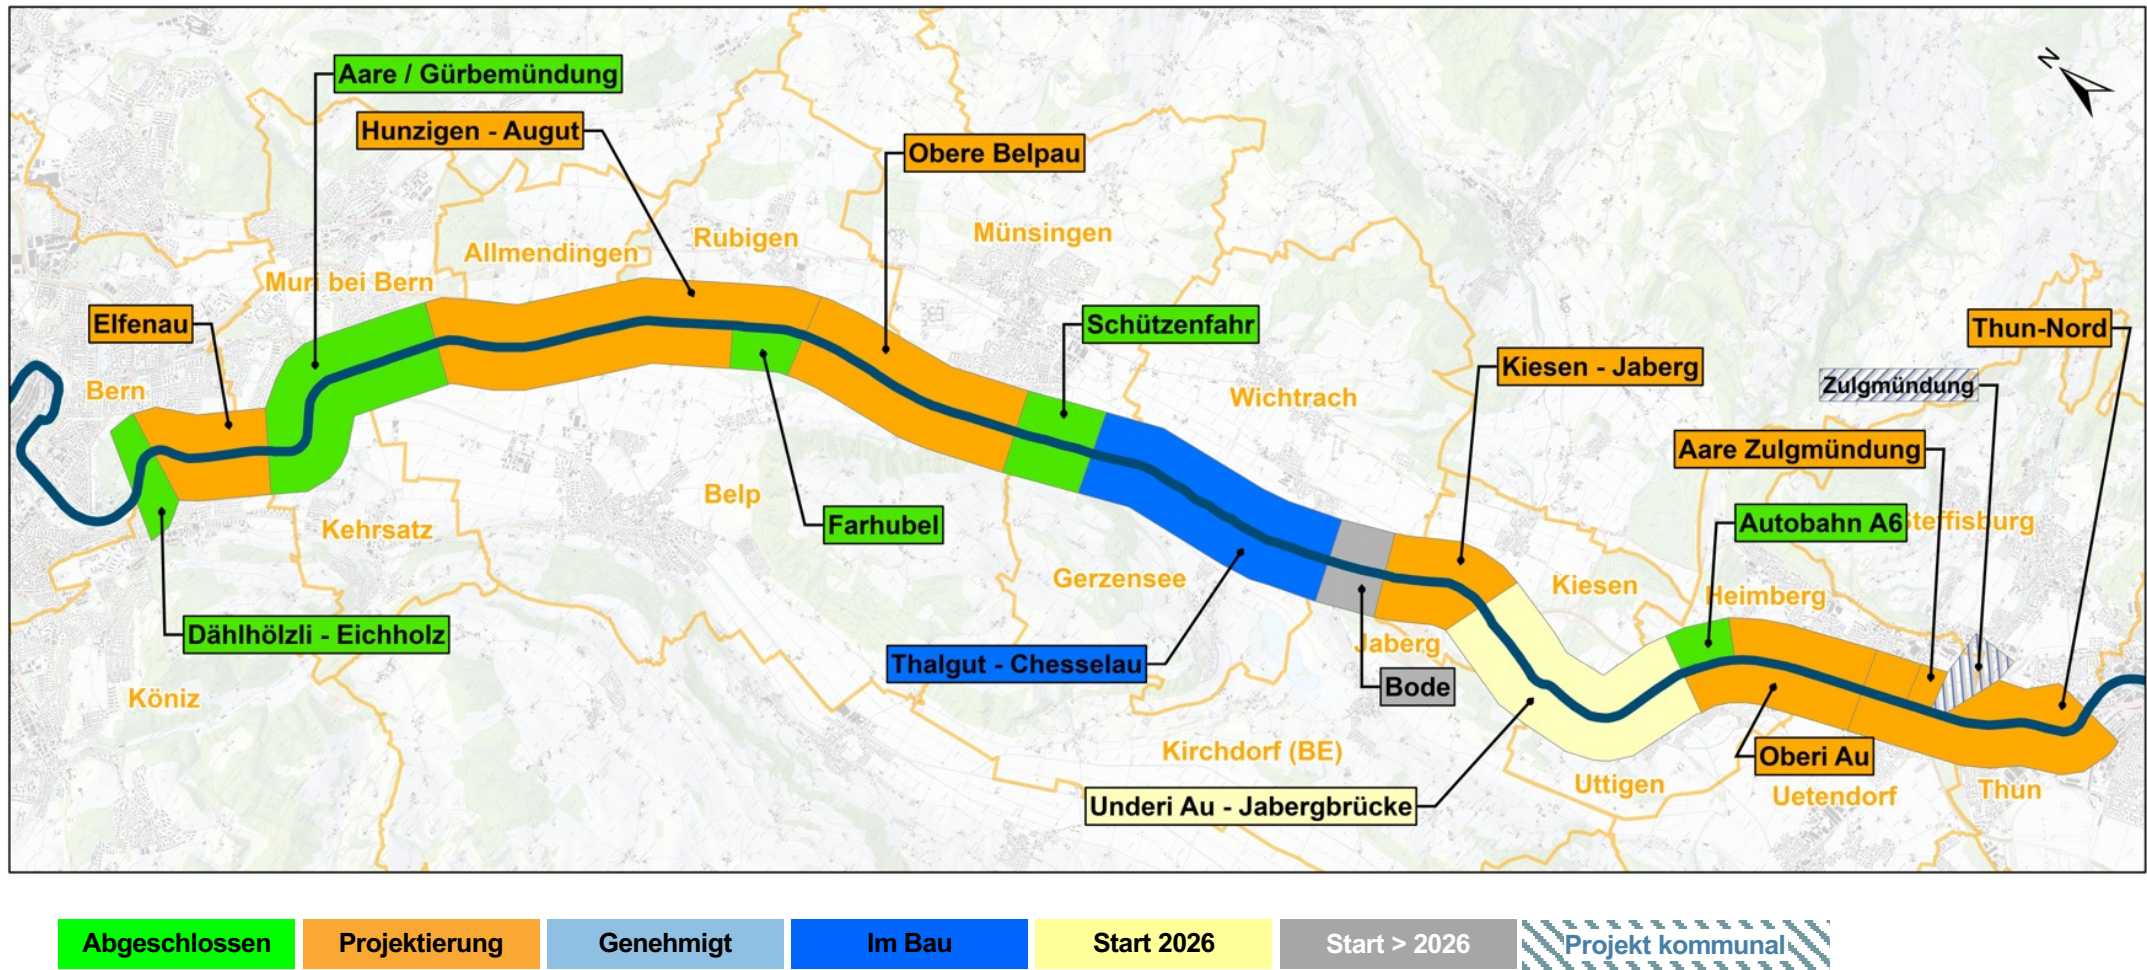 Aare / Gürbemündung
Hunzigen - Augut
Obere Belpau
N
Rubigen
Münsingen
Allmendingen
Muri bei Bern
Elfenau
Schützenfahr
Thun-Nord
Kiesen - Jaberg
Zulgmündung
Bern
Wichtrach
Aare Zulgmündung
Belp
Farhubel
Autobahn A6
Steffisburg
Kehrsatz
Gerzensee
Kiesen
Heimberg
Dählhölzli - Eichholz
Jaberg
Thalgut - Chesselau
Bode
Köniz
Kirchdorf (BE)
Oberi Au
Uttigen
Thun
Uetendorf
Underi Au - Jabergbrücke
Abgeschlossen
Projektierung
Genehmigt
Im Bau
Start 2026
Start > 2026
Projekt kommunal